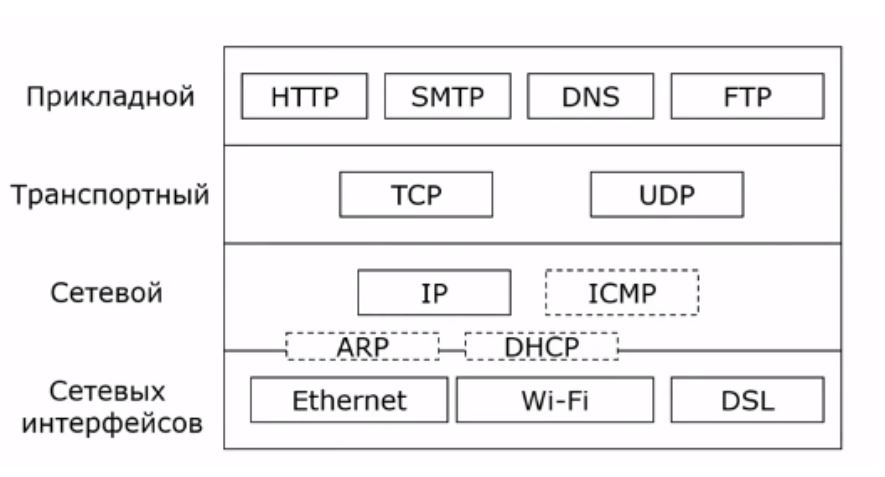 Прикладной HTTP SMTP DNS FTP
Транспортный TCP UDP
Сетевой IP ICMP
ARP DHCP
Сетевых
интерфейсов
Ethernet Wi-Fi DSL